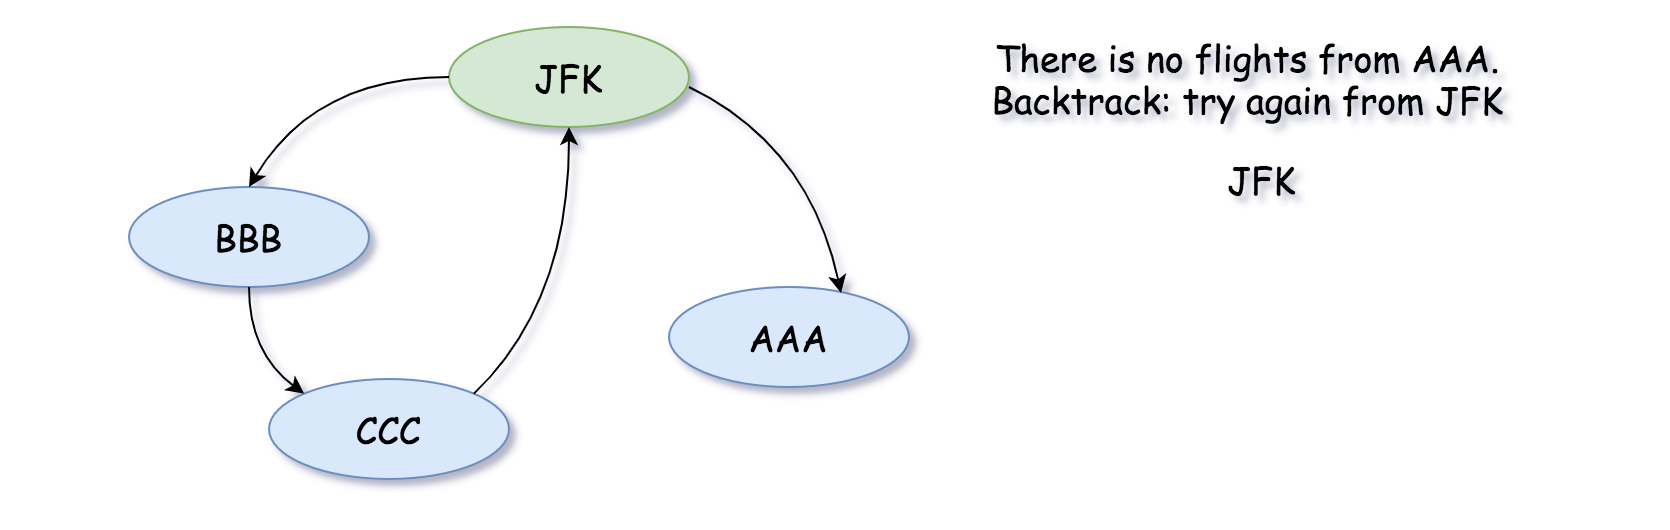 JFK
There is no flights from AAA.
Backtrack: try again from JFK
JFK
BBB
AAA
CCC